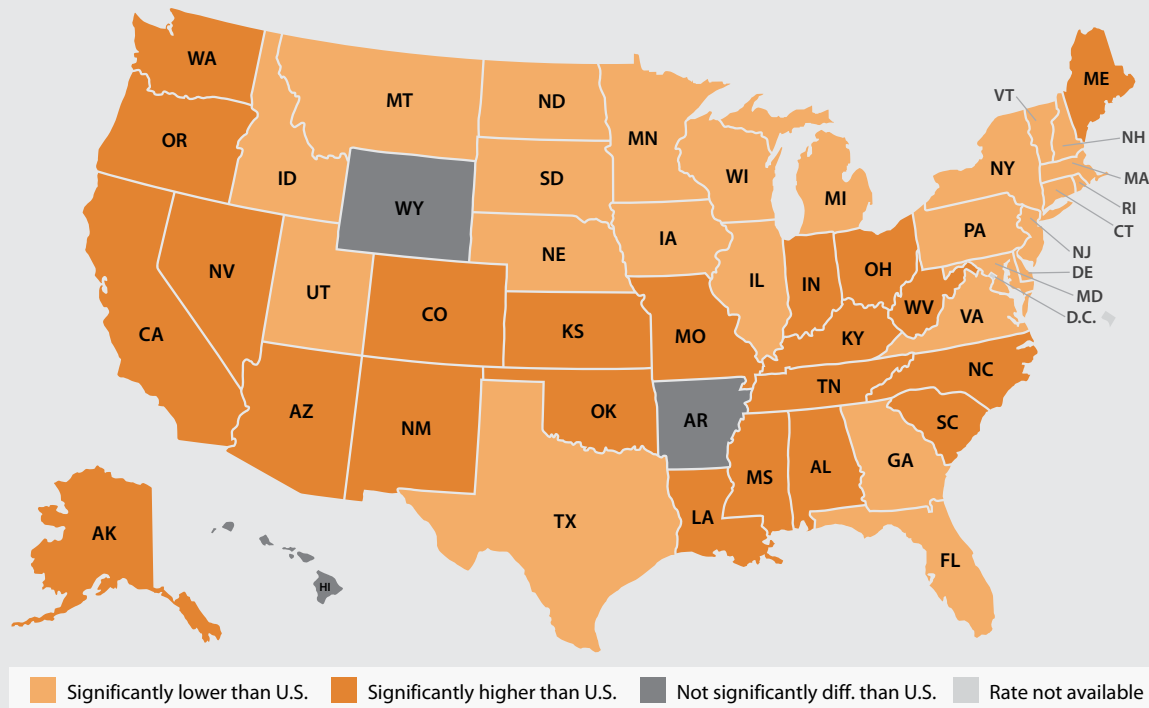 WA
ME
VT
MT
ND
OR
MN
NH
NY
ID
SD
WI
MA
MI
WY
RI
CT
PA
IA
NJ
NE
OH
DE
NV
IL
IN
UT
MD
WV
CO
VA
D.C.
CA
KS
MO
KY
NC
TN
AZ
OK
AR
SC
NM
GA
MS
AL
TX
LA
AK
FL
HI
Significantly lower than U.S.
Significantly higher than U.S.
Not significantly diff. than U.S.
Rate not available